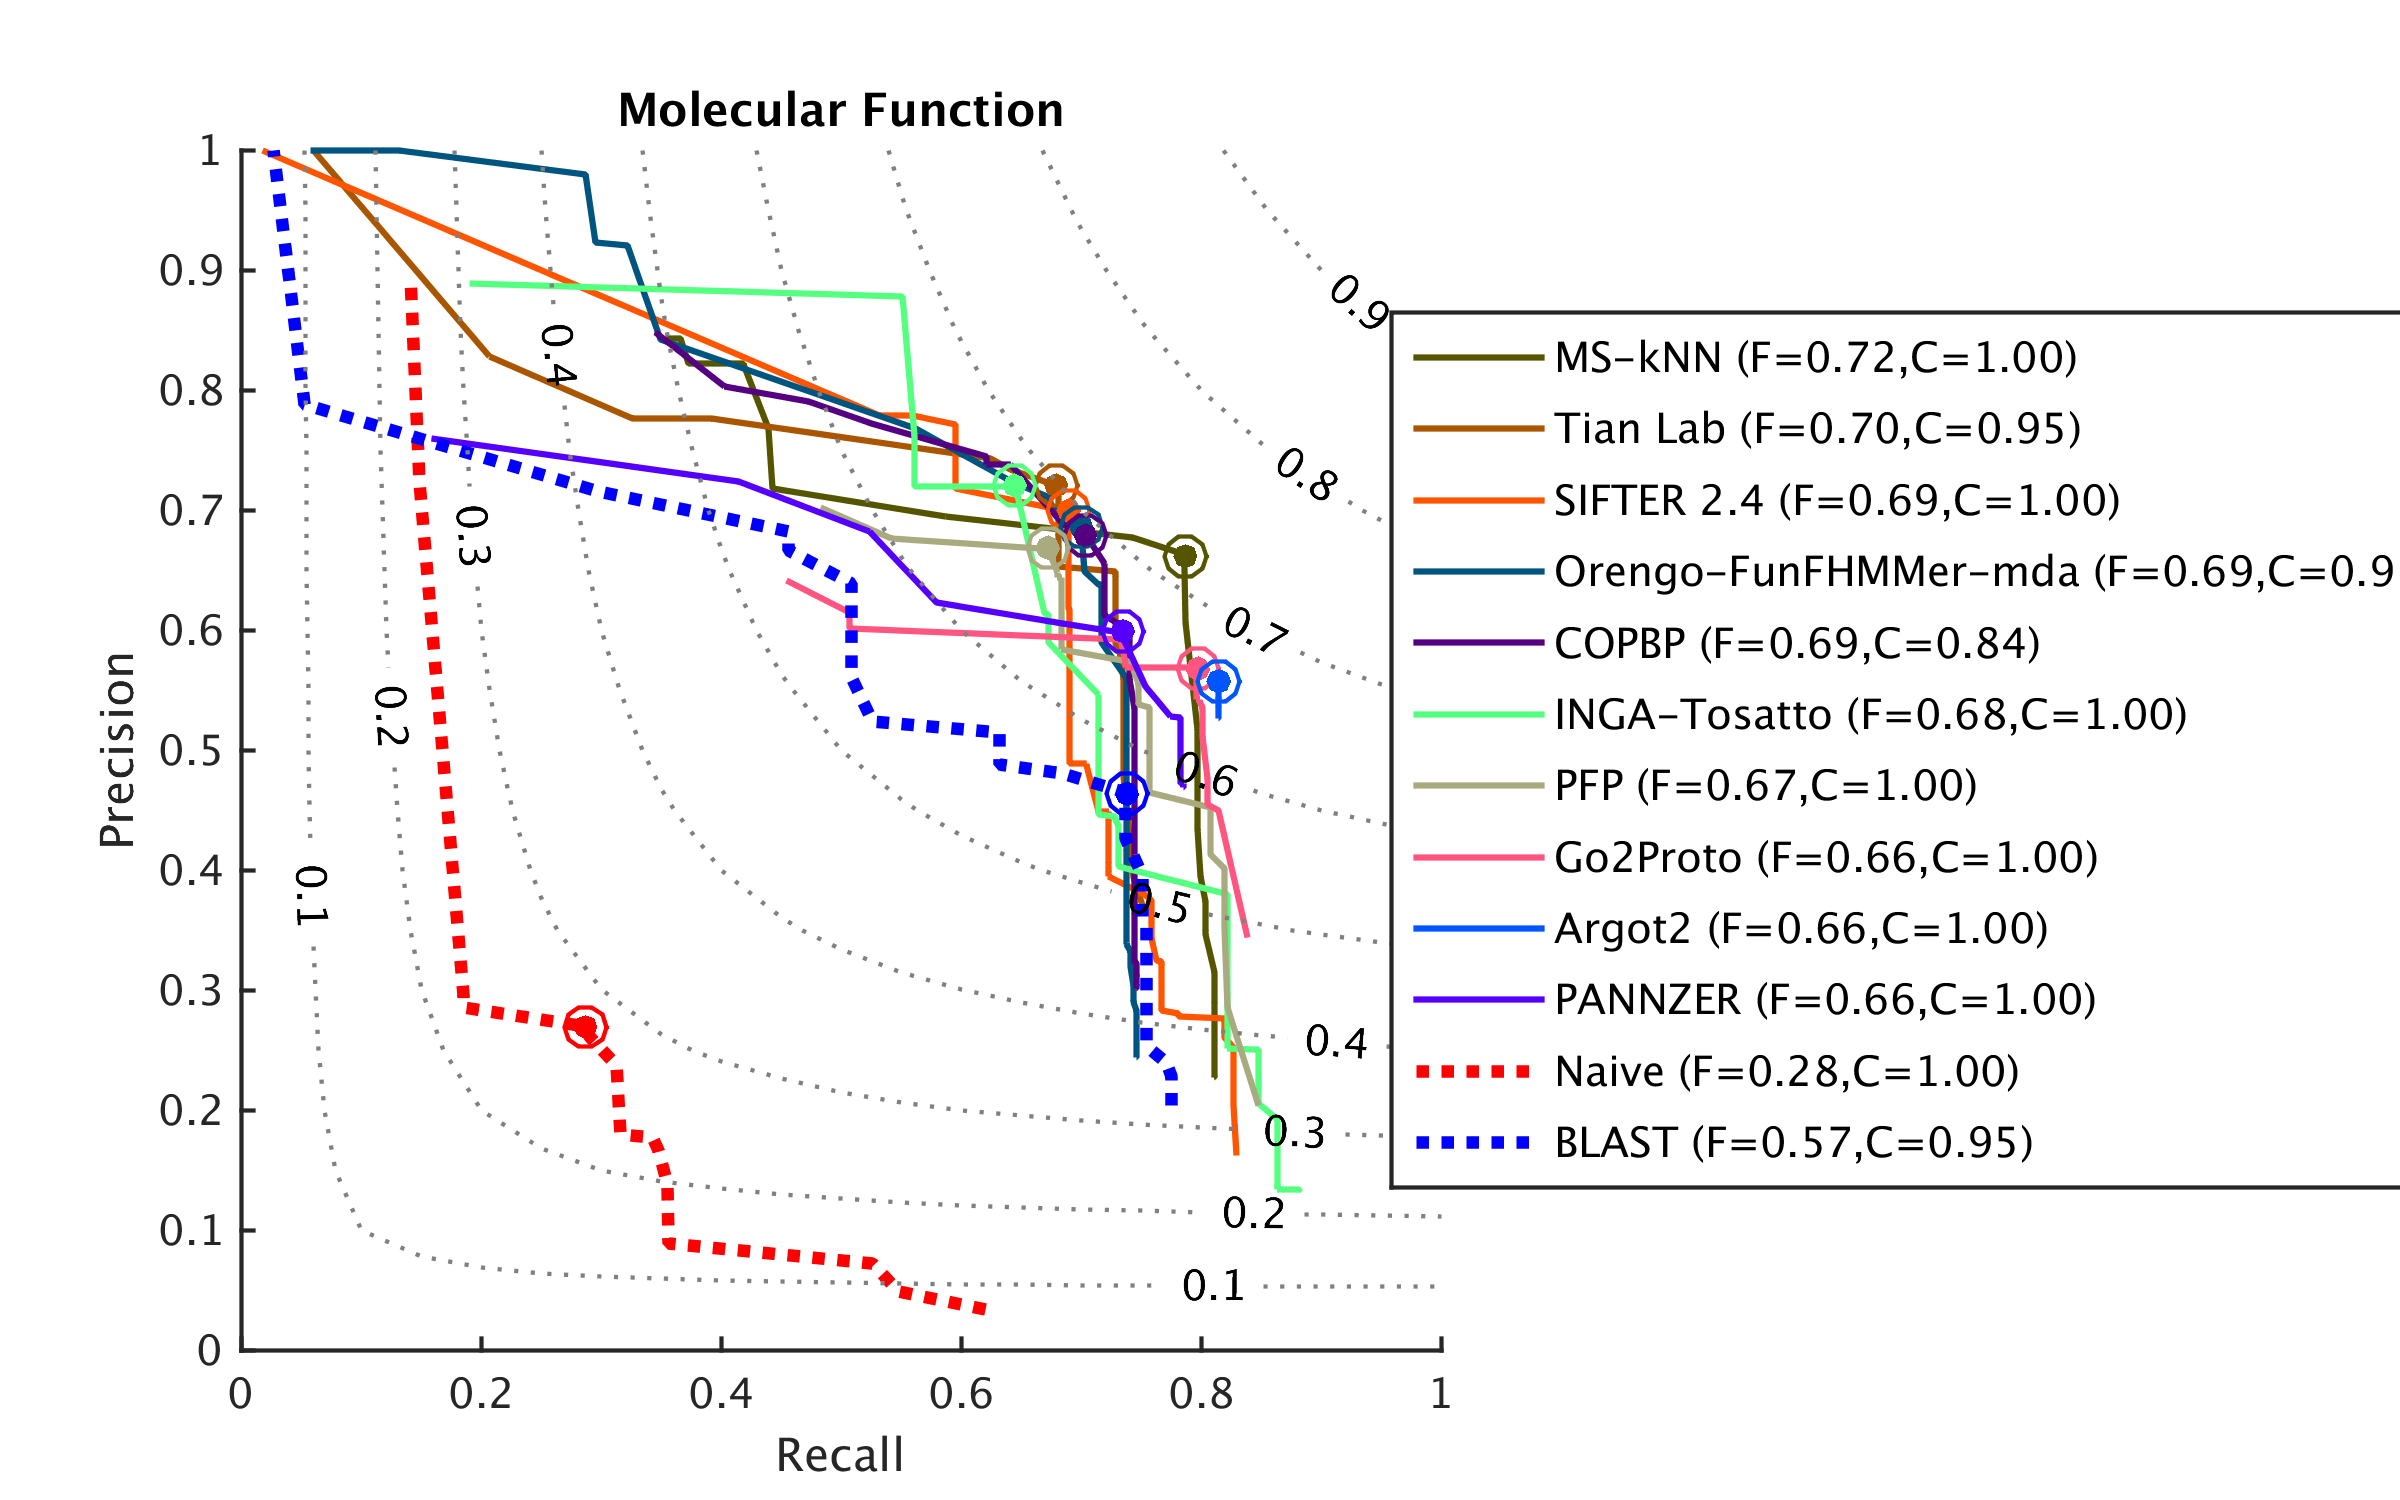 Molecular Function
1
0.9
0.8
0.7
0.6
0.5
0.4
0.3
0.2
0.1
0
Precision
0
0.2
0.4
0.6
0.8
1
Recall
0.1
0.2
0.3
0.4
0.9
0.8
0.7
0.6
0.5
0.4
0.3
0.2
0.1
MS-kNN (F=0.72,C=1.00)
Tian Lab (F=0.70,C=0.95)
SIFTER 2.4 (F=0.69,C=1.00)
Orengo-FunFHMMer-mda (F=0.69,C=0.9
COPBP (F=0.69,C=0.84)
INGA-Tosatto (F=0.68,C=1.00)
PFP (F=0.67,C=1.00)
Go2Proto (F=0.66,C=1.00)
Argot2 (F=0.66,C=1.00)
PANNZER (F=0.66,C=1.00)
Naive (F=0.28,C=1.00)
BLAST (F=0.57,C=0.95)